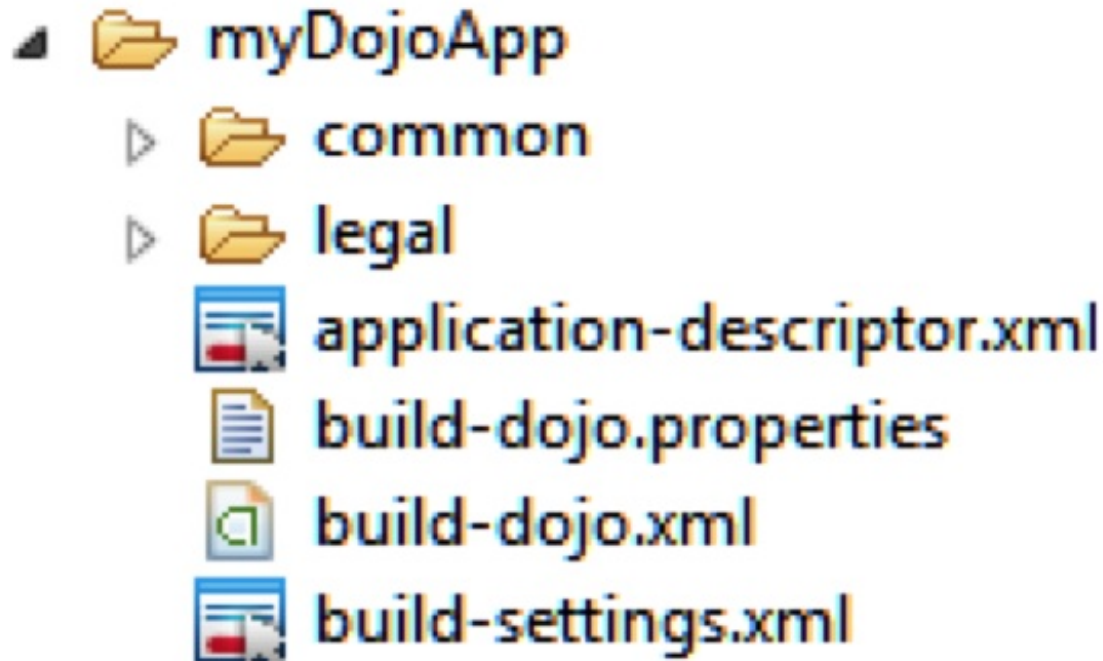 myDojoApp
common
legal
application-descriptor.xml
build-dojo.properties
build-dojo.xml
build-settings.xml